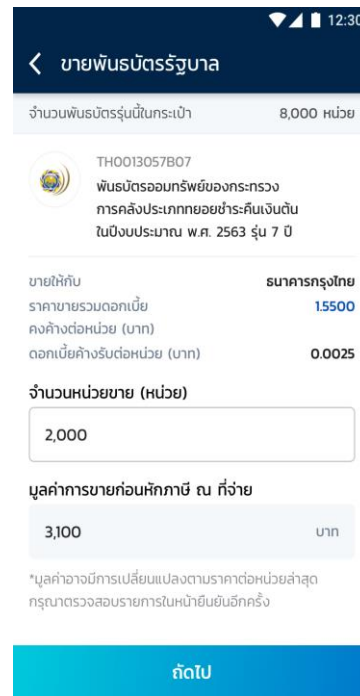 12:30
ขายพันธบัตรรัฐบาล
จำนวนพันธบัตรรุ่นนี้ในกระเป๋า 8,000 หน่วย
TH0013057B07
พันธบัตรออมทรัพย์ของกระทรวง
การคลังประเภททยอยชำระคืนเงินต้น
ในปีงบประมาณ พ.ศ. 2563 รุ่น 7 ปี
ขายให้กับ ธนาคารกรุงไทย
ราคาขายรวมดอกเบี้ย 1.5500
คงค้างต่อหน่วย (บาท)
ดอกเบี้ยค้างรับต่อหน่วย (บาท) 0.0025
จำนวนหน่วยขาย (หน่วย)
2,000
มูลค่าการขายก่อนหักภาษี ณ ที่จ่าย
3,100 บาท
*มูลค่าอาจมีการเปลี่ยนแปลงตามราคาต่อหน่วยล่าสุด
กรุณาตรวจสอบรายการในหน้ายืนยันอีกครั้ง
ถัดไป